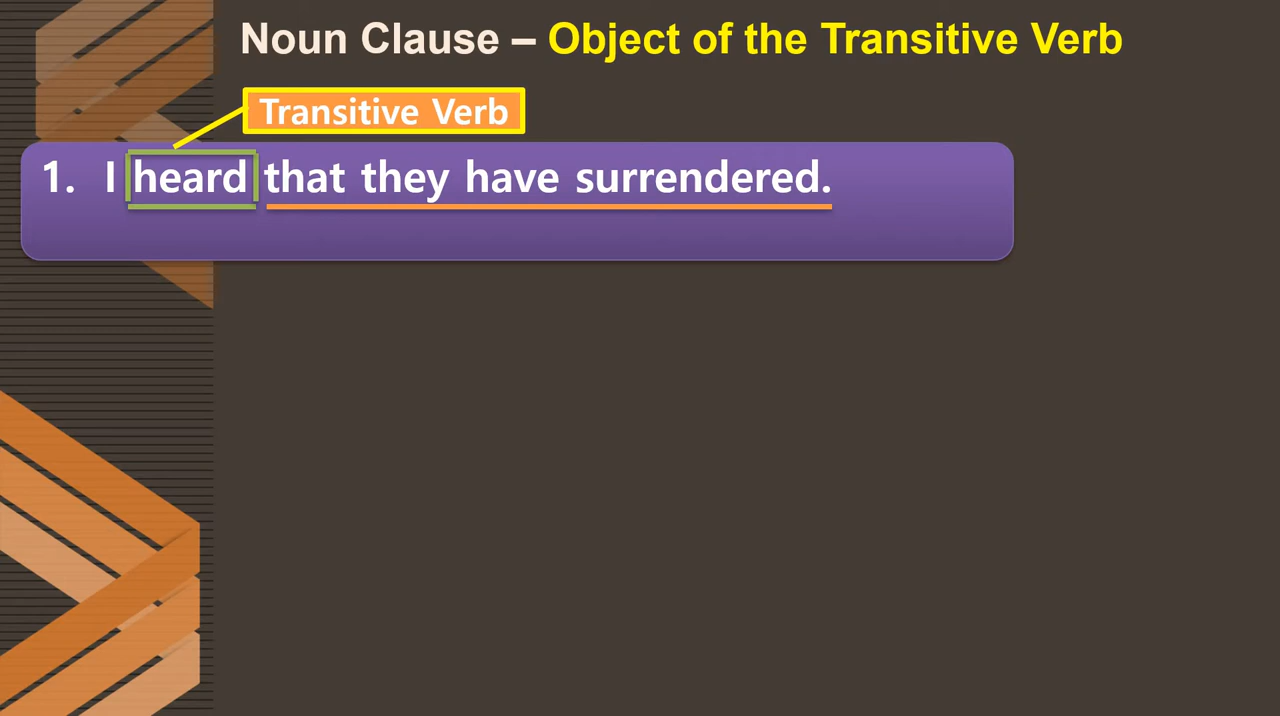 Noun Clause – Object of the Transitive Verb
Transitive Verb
1. I heard that they have surrendered.